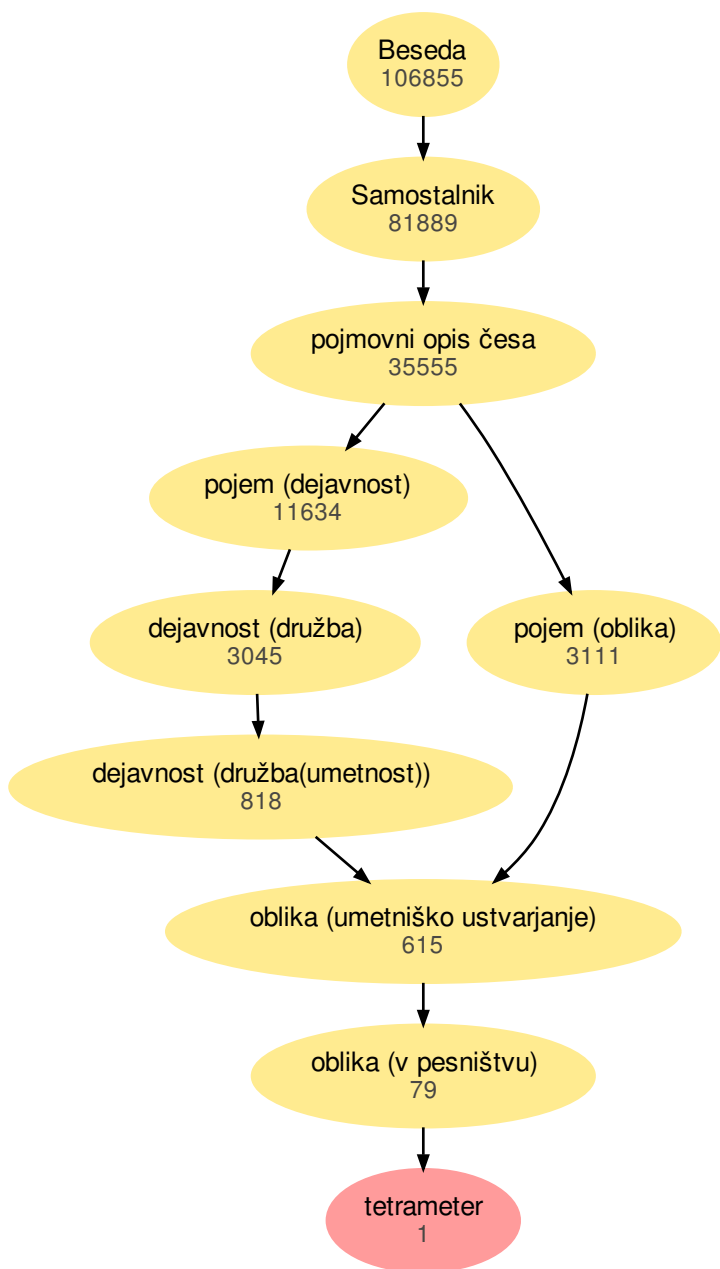 Beseda
106855
Samostalnik
81889
pojmovni opis česa
35555
pojem (dejavnost)
11634
dejavnost (družba)
3045
pojem (oblika)
3111
dejavnost (družba(umetnost))
818
oblika (umetniško ustvarjanje)
615
oblika (v pesništvu)
79
tetrameter
1